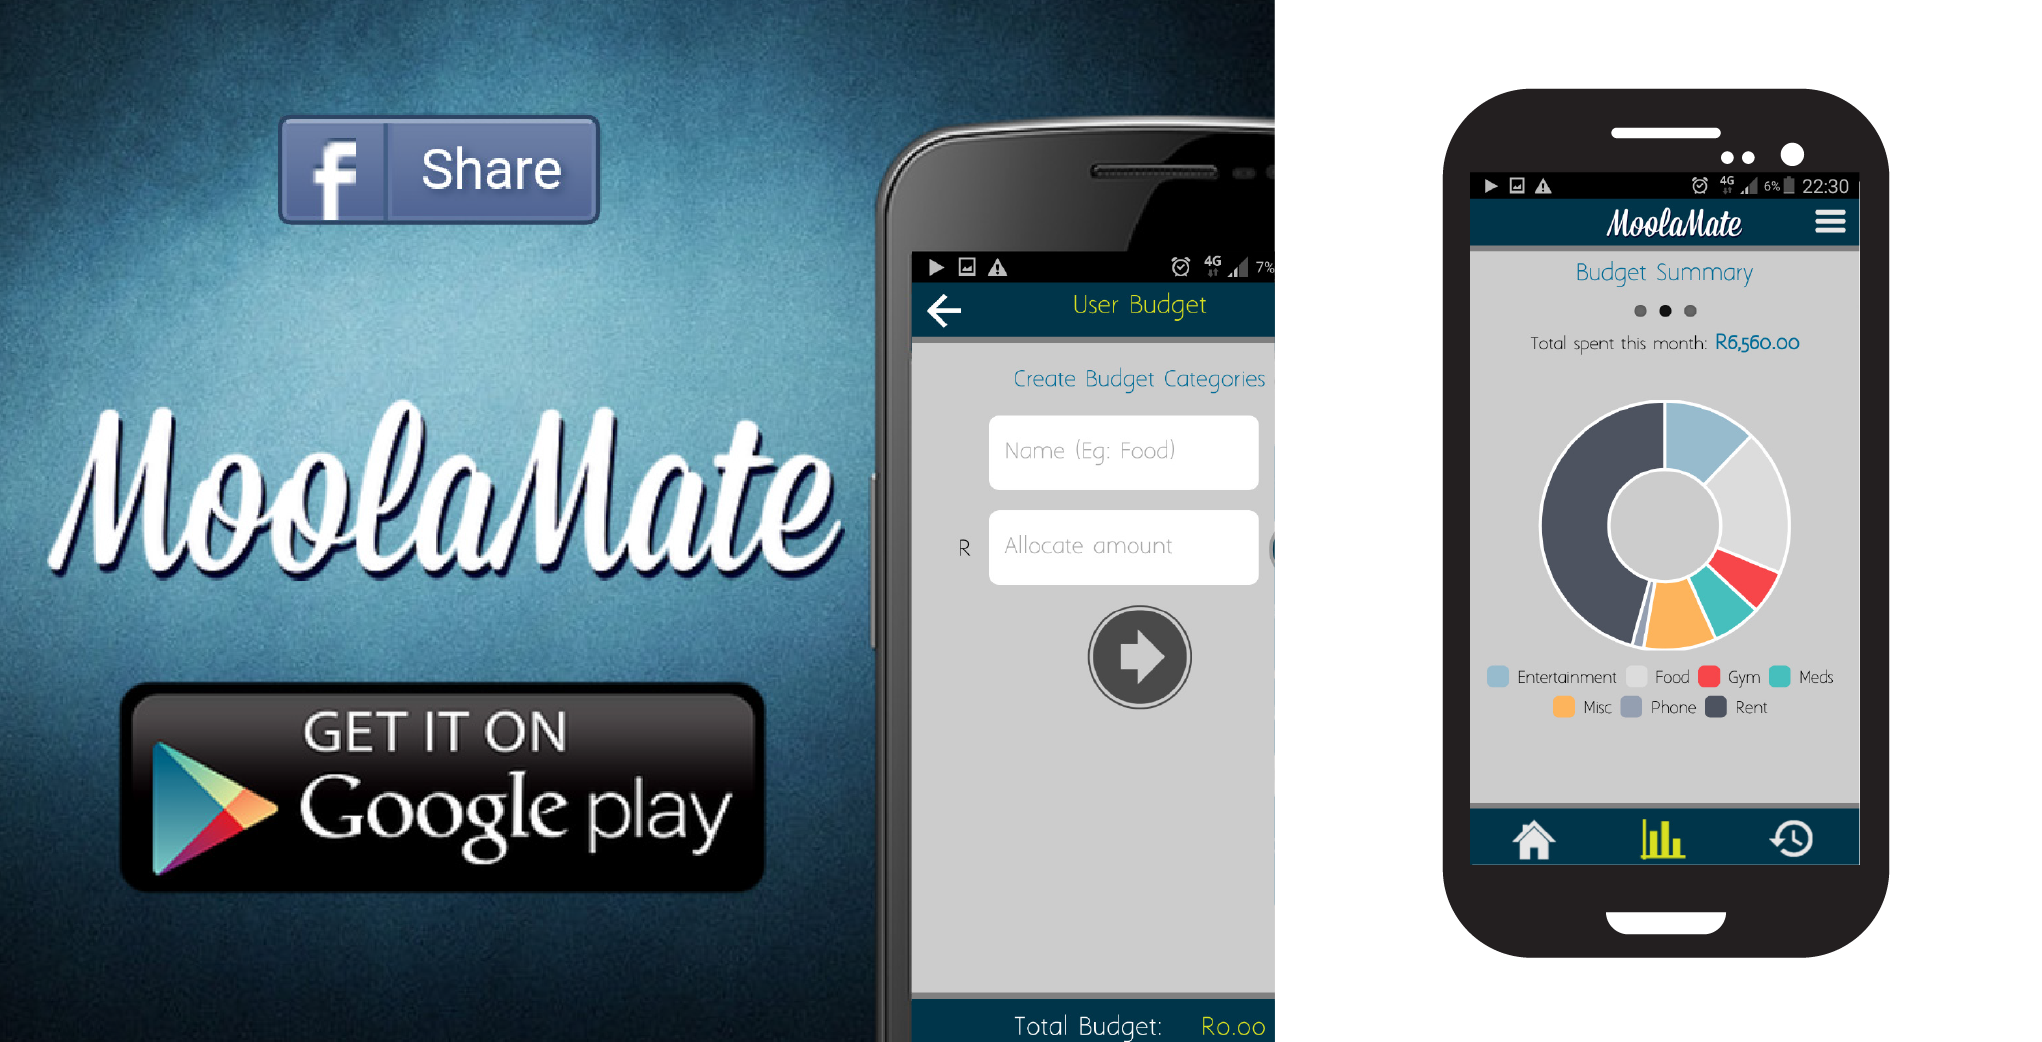 f Share
MoolaMate
GET IT ON
Google play
4G 7%
User Budget
Create Budget Categories
Name (Eg: Food)
R Allocate amount
Total Budget: R0.00
4G 6% 22:30
MoolaMate
Budget Summary
Total spent this month: R6,560.00
Entertainment Food Gym Meds
Misc Phone Rent